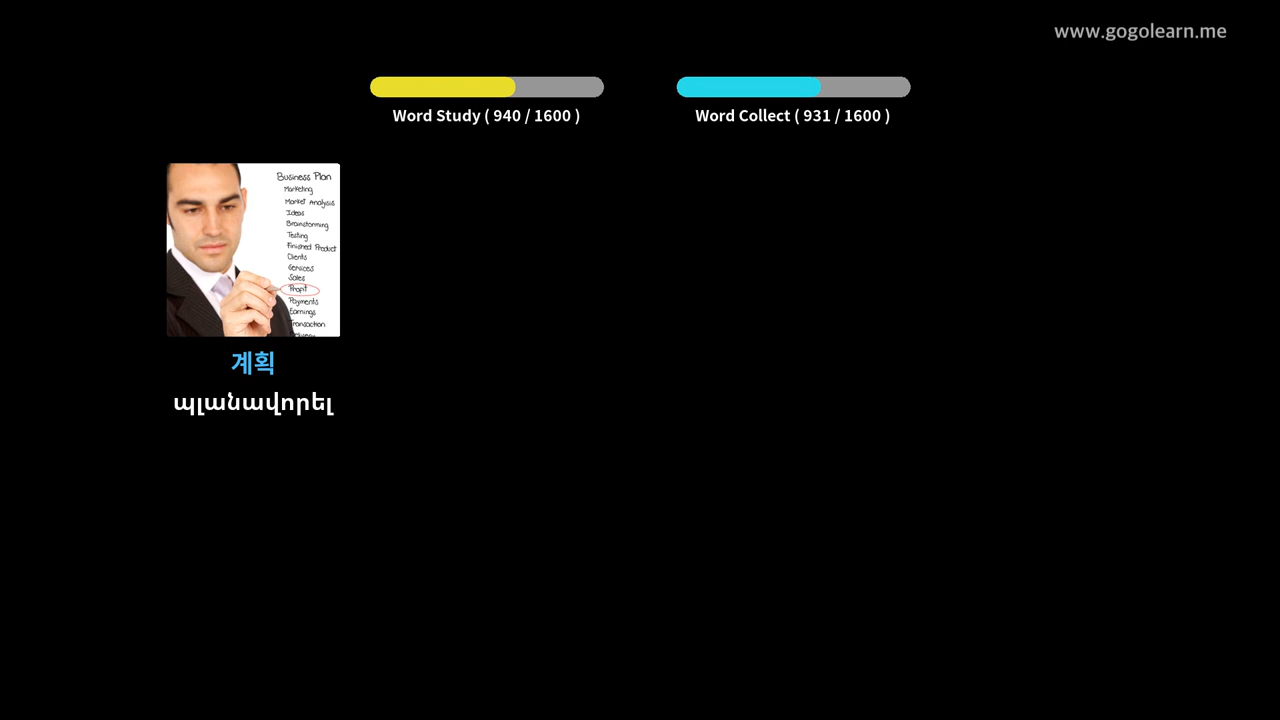 www.gogolearn.me
Word Study ( 940 / 1600 )
Word Collect ( 931 / 1600 )
Business Plan
Marketing
Market Analysis
Ideas
Brainstorming
Testing
Finished Product
Clients
Services
Sales
Profit
Payments
Earnings
Transaction
계획
պլանավորել